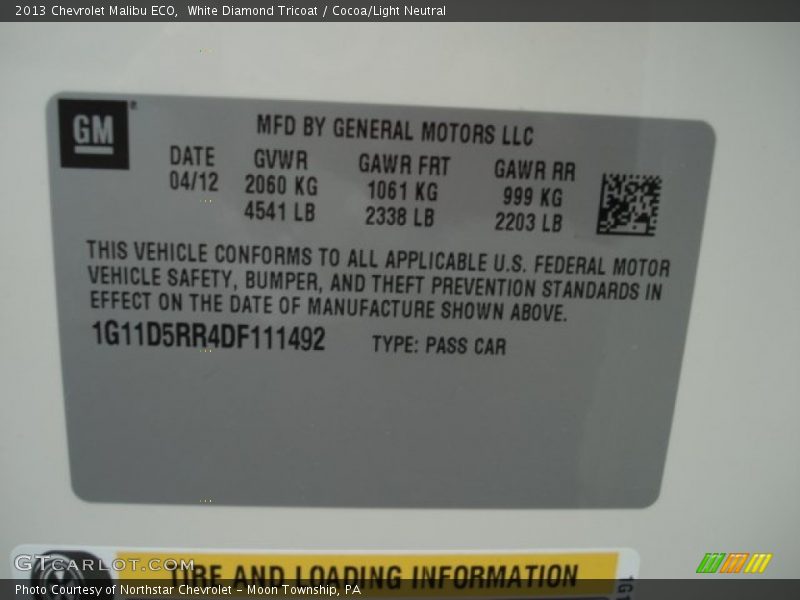 2013 Chevrolet Malibu ECO,  White Diamond Tricoat / Cocoa/Light Neutral
GM
MFD BY GENERAL MOTORS LLC
DATE GVWR GAWR FRT GAWR RR
04/12 2060 KG 1061 KG 999 KG
4541 LB 2338 LB 2203 LB
THIS VEHICLE CONFORMS TO ALL APPLICABLE U.S. FEDERAL MOTOR
VEHICLE SAFETY, BUMPER, AND THEFT PREVENTION STANDARDS IN
EFFECT ON THE DATE OF MANUFACTURE SHOWN ABOVE.
1G11D5RR4DF111492 TYPE: PASS CAR
GTCARLOT.COM
TIRE AND LOADING INFORMATION
Photo Courtesy of Northstar Chevrolet – Moon Township, PA